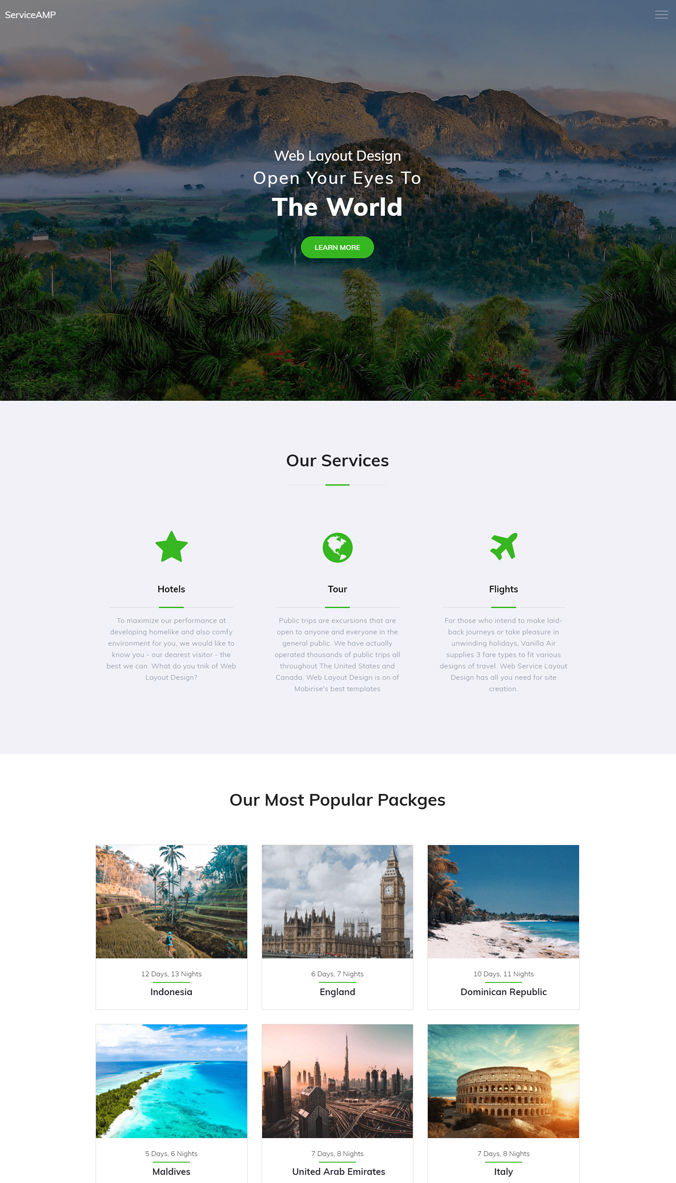 ServiceAMP
Web Layout Design
Open Your Eyes To
The World
LEARN MORE
Our Services
Hotels
To maximize our performance at
developing homelike and also comfy
environment for you, we would like to
know you - our dearest visitor - the
best we can. What do you tnik of Web
Layout Design?
Tour
Public trips are excursions that are
open to anyone and everyone in the
general public. We have actually
operated thousands of public trips all
throughout The United States and
Canada. Web Layout Design is on of
Mobirise's best templates
Flights
For those who intend to make laid-
back journeys or take pleasure in
unwinding holidays, Vanilla Air
supplies 3 fare types to fit various
designs of travel. Web Service Layout
Design has all you need for site
creation.
Our Most Popular Packges
12 Days, 13 Nights
Indonesia
6 Days, 7 Nights
England
10 Days, 11 Nights
Dominican Republic
5 Days, 6 Nights
Maldives
7 Days, 8 Nights
United Arab Emirates
7 Days, 8 Nights
Italy